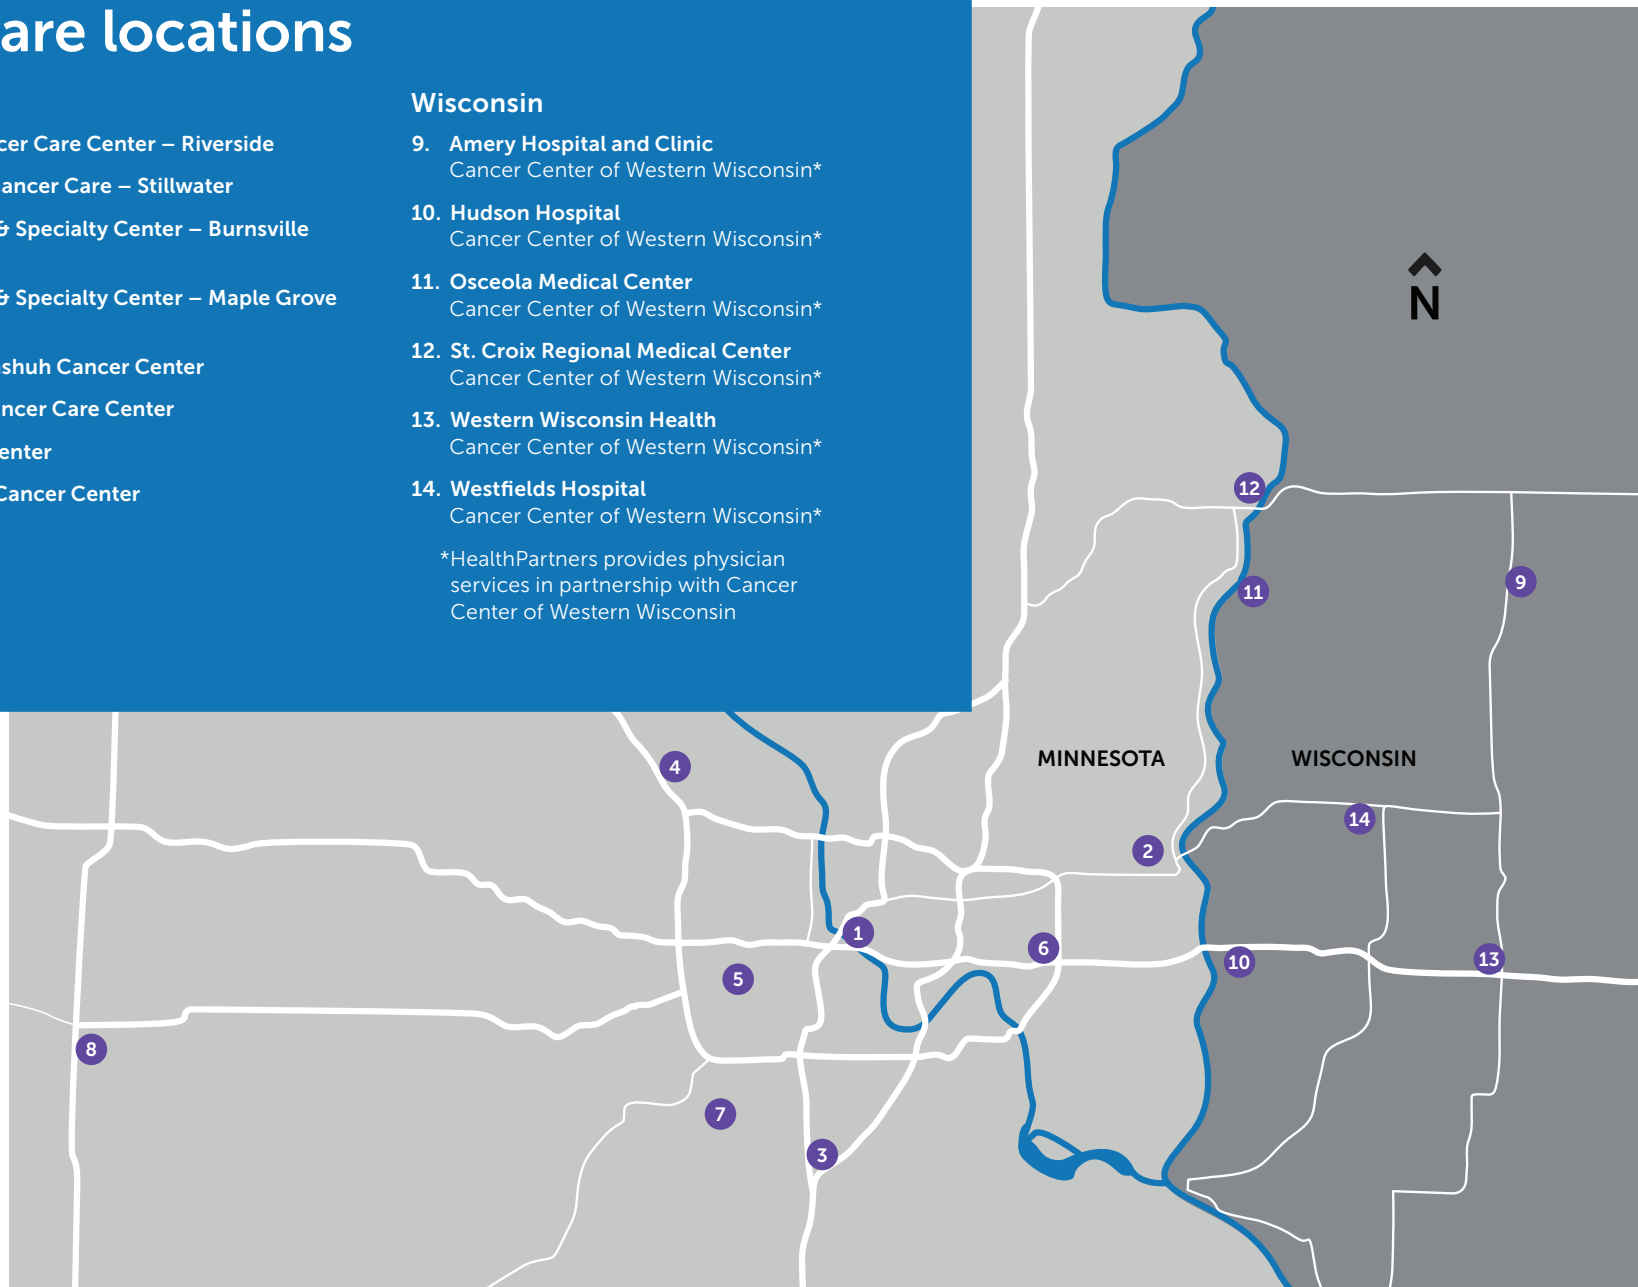 are locations
cer Care Center – Riverside
ancer Care – Stillwater
& Specialty Center – Burnsville
& Specialty Center – Maple Grove
shuh Cancer Center
ncer Care Center
enter
Cancer Center
Wisconsin
9. Amery Hospital and Clinic
Cancer Center of Western Wisconsin*
10. Hudson Hospital
Cancer Center of Western Wisconsin*
11. Osceola Medical Center
Cancer Center of Western Wisconsin*
12. St. Croix Regional Medical Center
Cancer Center of Western Wisconsin*
13. Western Wisconsin Health
Cancer Center of Western Wisconsin*
14. Westfields Hospital
Cancer Center of Western Wisconsin*
*HealthPartners provides physician
services in partnership with Cancer
Center of Western Wisconsin
N
12
9
11
MINNESOTA
WISCONSIN
4
14
2
1
6
10
13
5
8
7
3